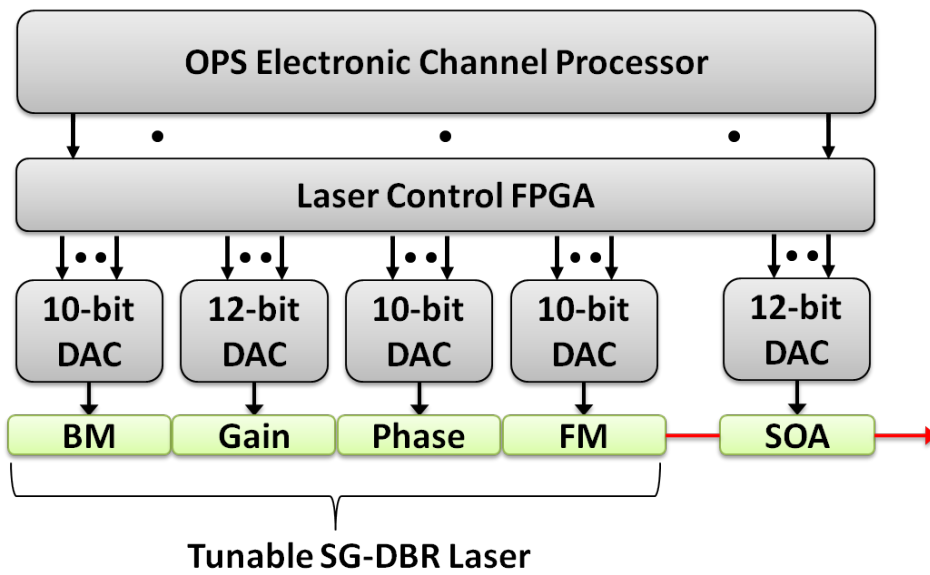 OPS Electronic Channel Processor
Laser Control FPGA
10-bit
DAC
12-bit
DAC
10-bit
DAC
10-bit
DAC
12-bit
DAC
BM
Gain
Phase
FM
SOA
Tunable SG-DBR Laser